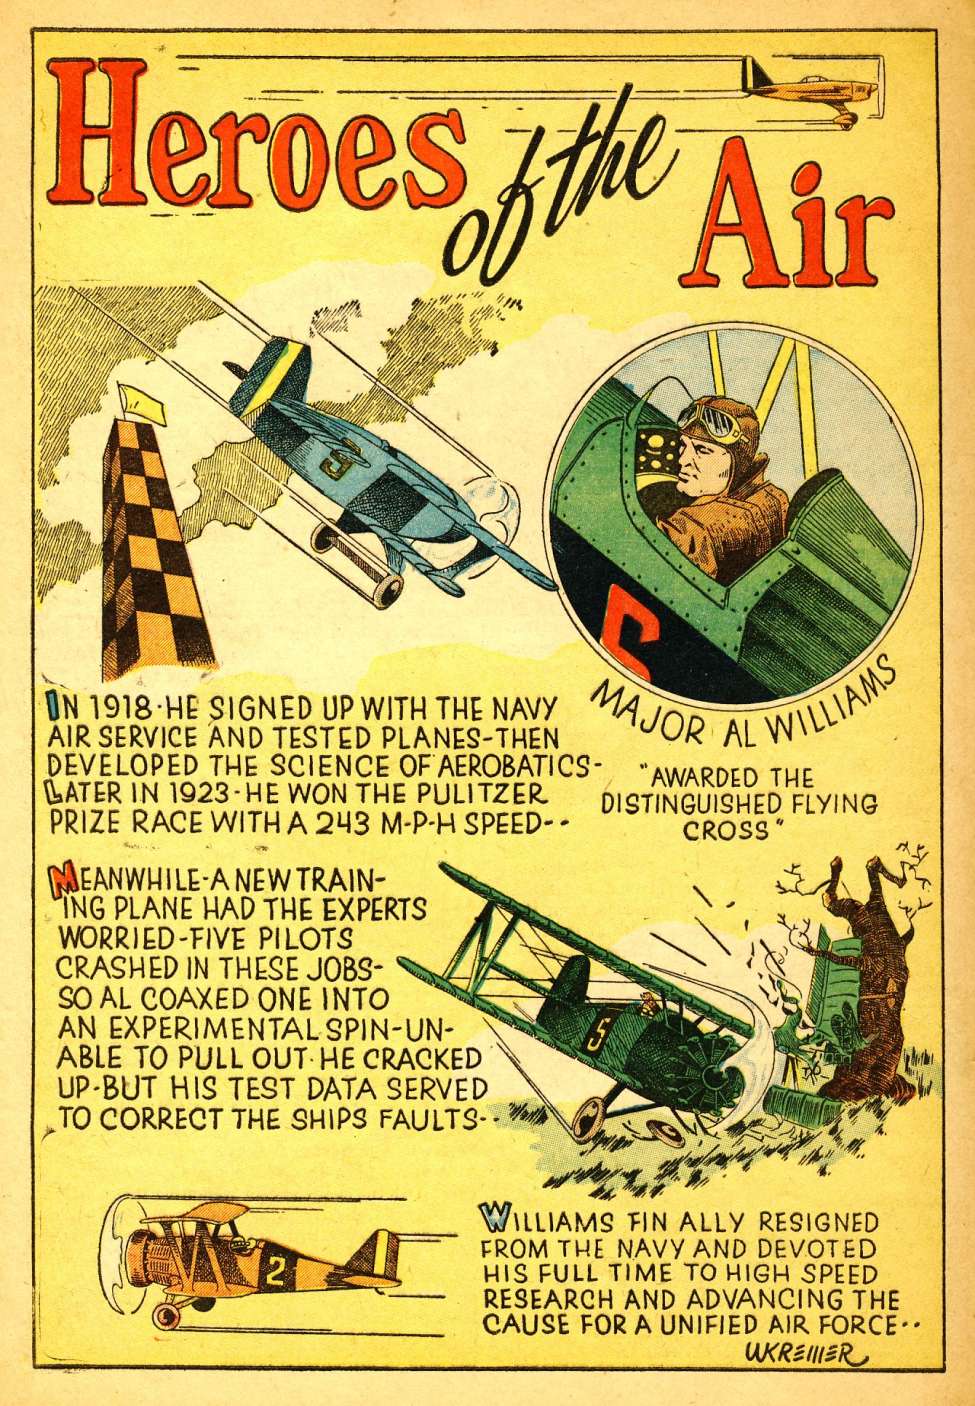 Heroes
of the
Air
9
6
MAJOR AL WILLIAMS
"AWARDED THE
DISTINGUISHED FLYING
CROSS"
IN 1918·HE SIGNED UP WITH THE NAVY
AIR SERVICE AND TESTED PLANES-THEN
DEVELOPED THE SCIENCE OF AEROBATICS-
LATER IN 1923-HE WON THE PULITZER
PRIZE RACE WITH A 243 M-P-H SPEED--
MEANWHILE-A NEW TRAIN-
ING PLANE HAD THE EXPERTS
WORRIED-FIVE PILOTS
CRASHED IN THESE JOBS-
SO AL COAXED ONE INTO
AN EXPERIMENTAL SPIN-UN-
ABLE TO PULL OUT·HE CRACKED
UP-BUT HIS TEST DATA SERVED
TO CORRECT THE SHIPS FAULTS--
5
2
WILLIAMS FIN ALLY RESIGNED
FROM THE NAVY AND DEVOTED
HIS FULL TIME TO HIGH SPEED
RESEARCH AND ADVANCING THE
CAUSE FOR A UNIFIED AIR FORCE--